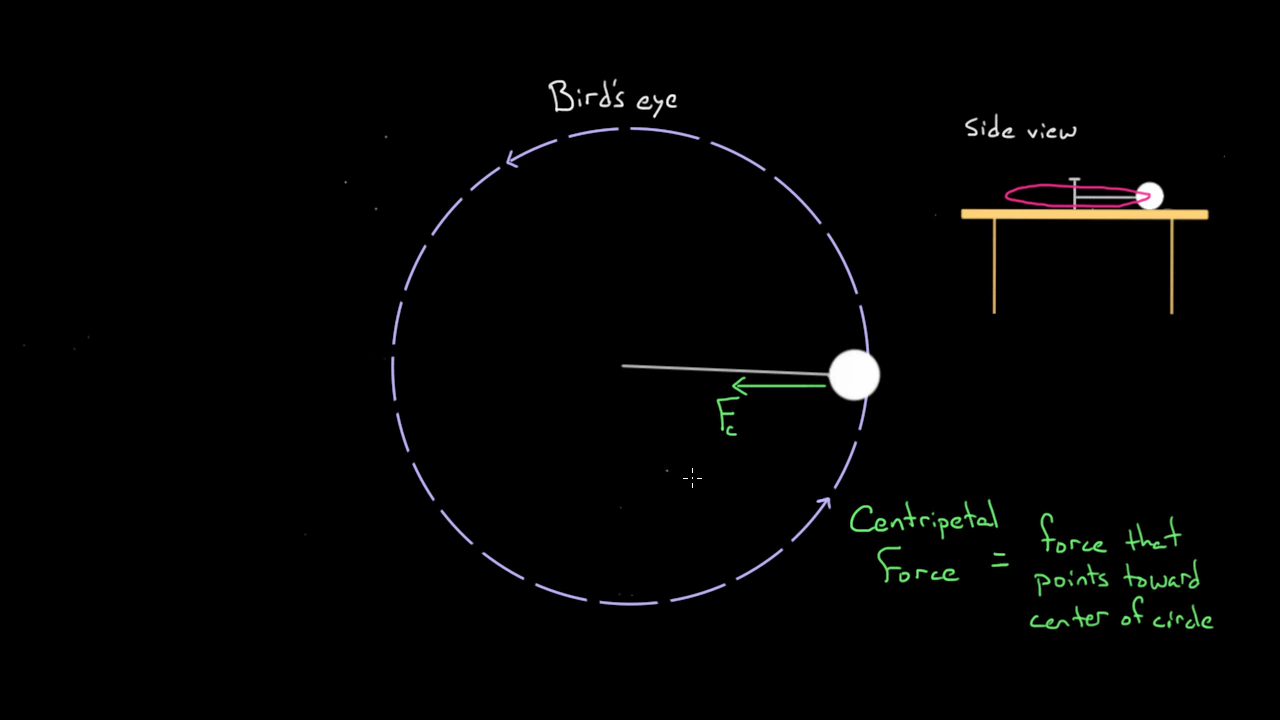 Bird's eye
Side view
Fc
Centripetal
Force = force that
points toward
center of circle